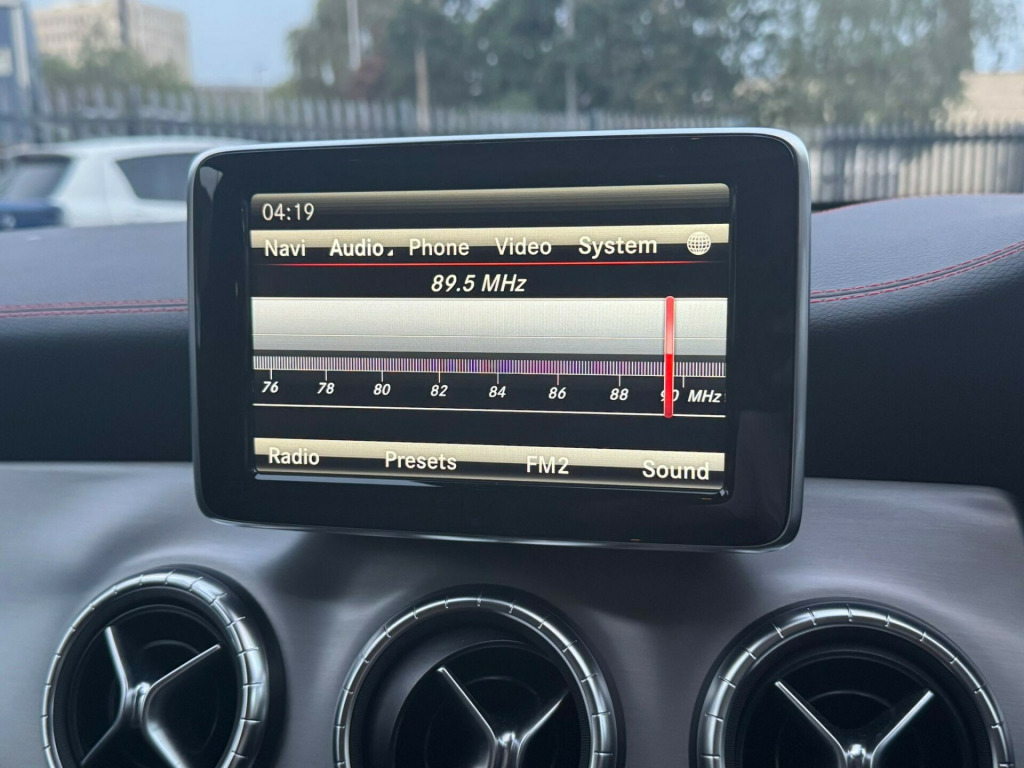 04:19
Navi Audio Phone Video System
89.5 MHz
76 78 80 82 84 86 88 90 MHz
Radio Presets FM2 Sound